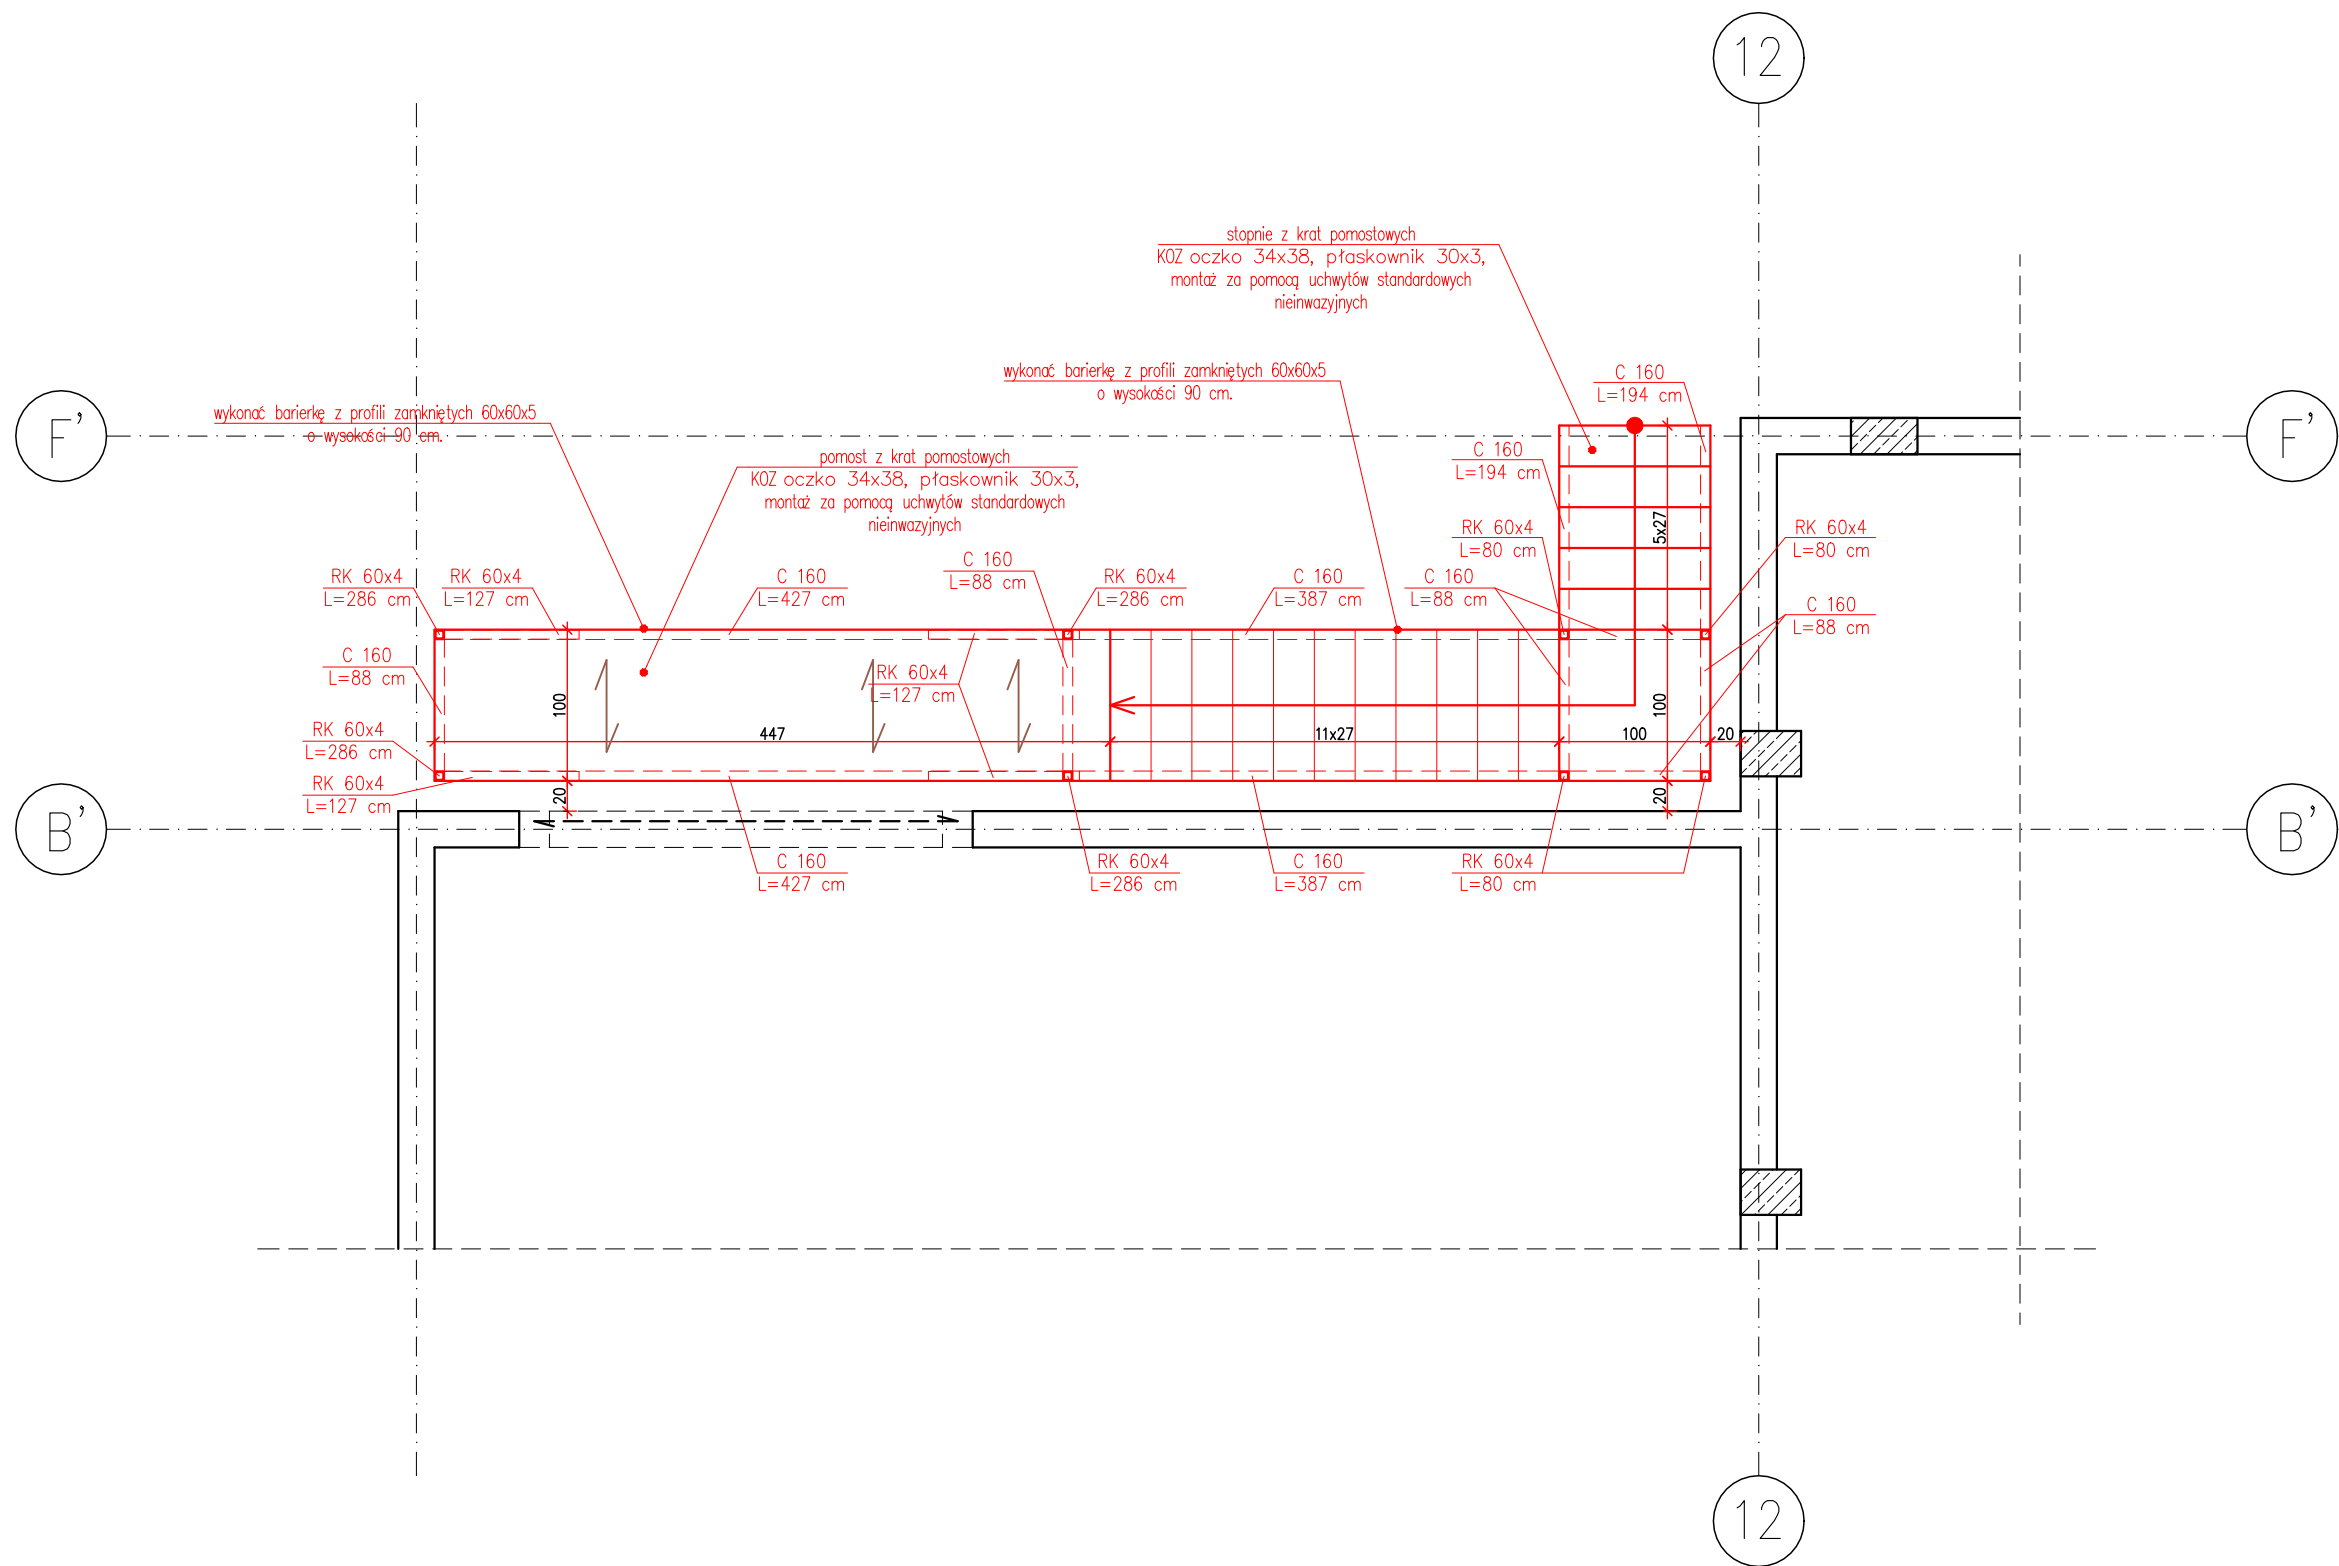 12
stopnie z krat pomostowych
KOZ oczko 34x38, płaskownik 30x3,
montaż za pomocą uchwytów standardowych
nieinwazyjnych
wykonać barierkę z profili zamkniętych 60x60x5
o wysokości 90 cm.
C 160
L=194 cm
F'
wykonać barierkę z profili zamkniętych 60x60x5
o wysokości 90 cm.
F'
pomost z krat pomostowych
KOZ oczko 34x38, płaskownik 30x3,
montaż za pomocą uchwytów standardowych
nieinwazyjnych
C 160
L=194 cm
RK 60x4
L=80 cm
5x27
RK 60x4
L=80 cm
RK 60x4
L=286 cm
RK 60x4
L=127 cm
C 160
L=427 cm
C 160
L=88 cm
RK 60x4
L=286 cm
C 160
L=387 cm
C 160
L=88 cm
C 160
L=88 cm
C 160
L=88 cm
RK 60x4
L=127 cm
100
100
RK 60x4
L=286 cm
447
11x27
100
20
RK 60x4
L=127 cm
20
20
B'
B'
C 160
L=427 cm
RK 60x4
L=286 cm
C 160
L=387 cm
RK 60x4
L=80 cm
12